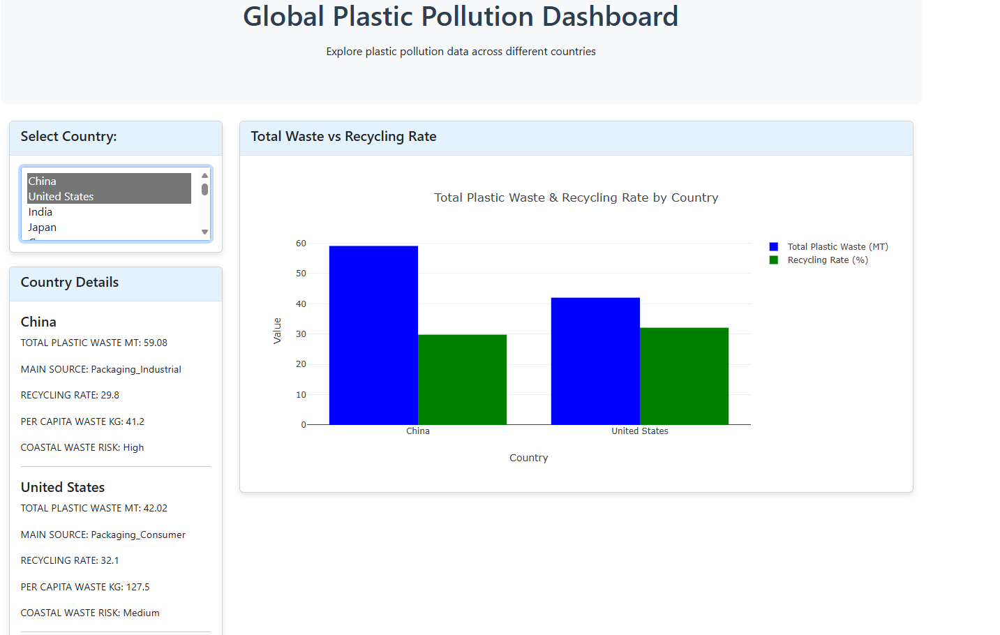 Global Plastic Pollution Dashboard
Explore plastic pollution data across different countries
Select Country:
China
United States
India
Japan
Country Details
China
TOTAL PLASTIC WASTE MT: 59.08
MAIN SOURCE: Packaging_Industrial
RECYCLING RATE: 29.8
PER CAPITA WASTE KG: 41.2
COASTAL WASTE RISK: High
United States
TOTAL PLASTIC WASTE MT: 42.02
MAIN SOURCE: Packaging_Consumer
RECYCLING RATE: 32.1
PER CAPITA WASTE KG: 127.5
COASTAL WASTE RISK: Medium
Total Waste vs Recycling Rate
Total Plastic Waste & Recycling Rate by Country
60
50
40
30
20
10
0
Value
China
United States
Country
Total Plastic Waste (MT)
Recycling Rate (%)